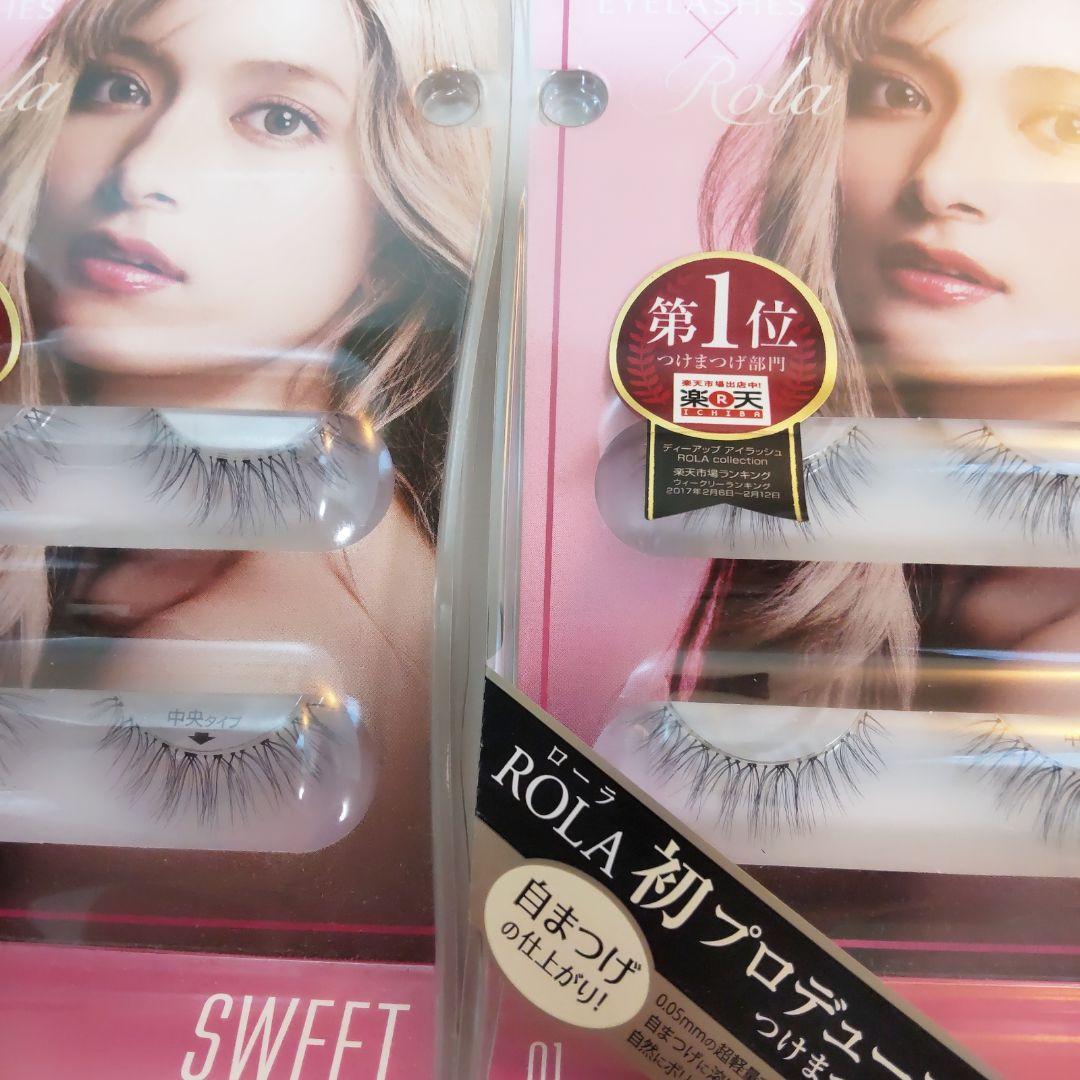 EYELASHES
×
Rola
la
第1位
つけまつげ部門
楽天市場出店中!
楽R天
ICHIBA
ディーアップ アイラッシュ
ROLA collection
楽天市場ランキング
ウィークリーランキング
2017年2月6日~2月12日
中央タイプ
ローラ
ROLA 初プロデュー
つけま
自まつげ
の仕上がり!
0.05mmの超軽量
自まつげに溶
自然にボリ
SWEET
01